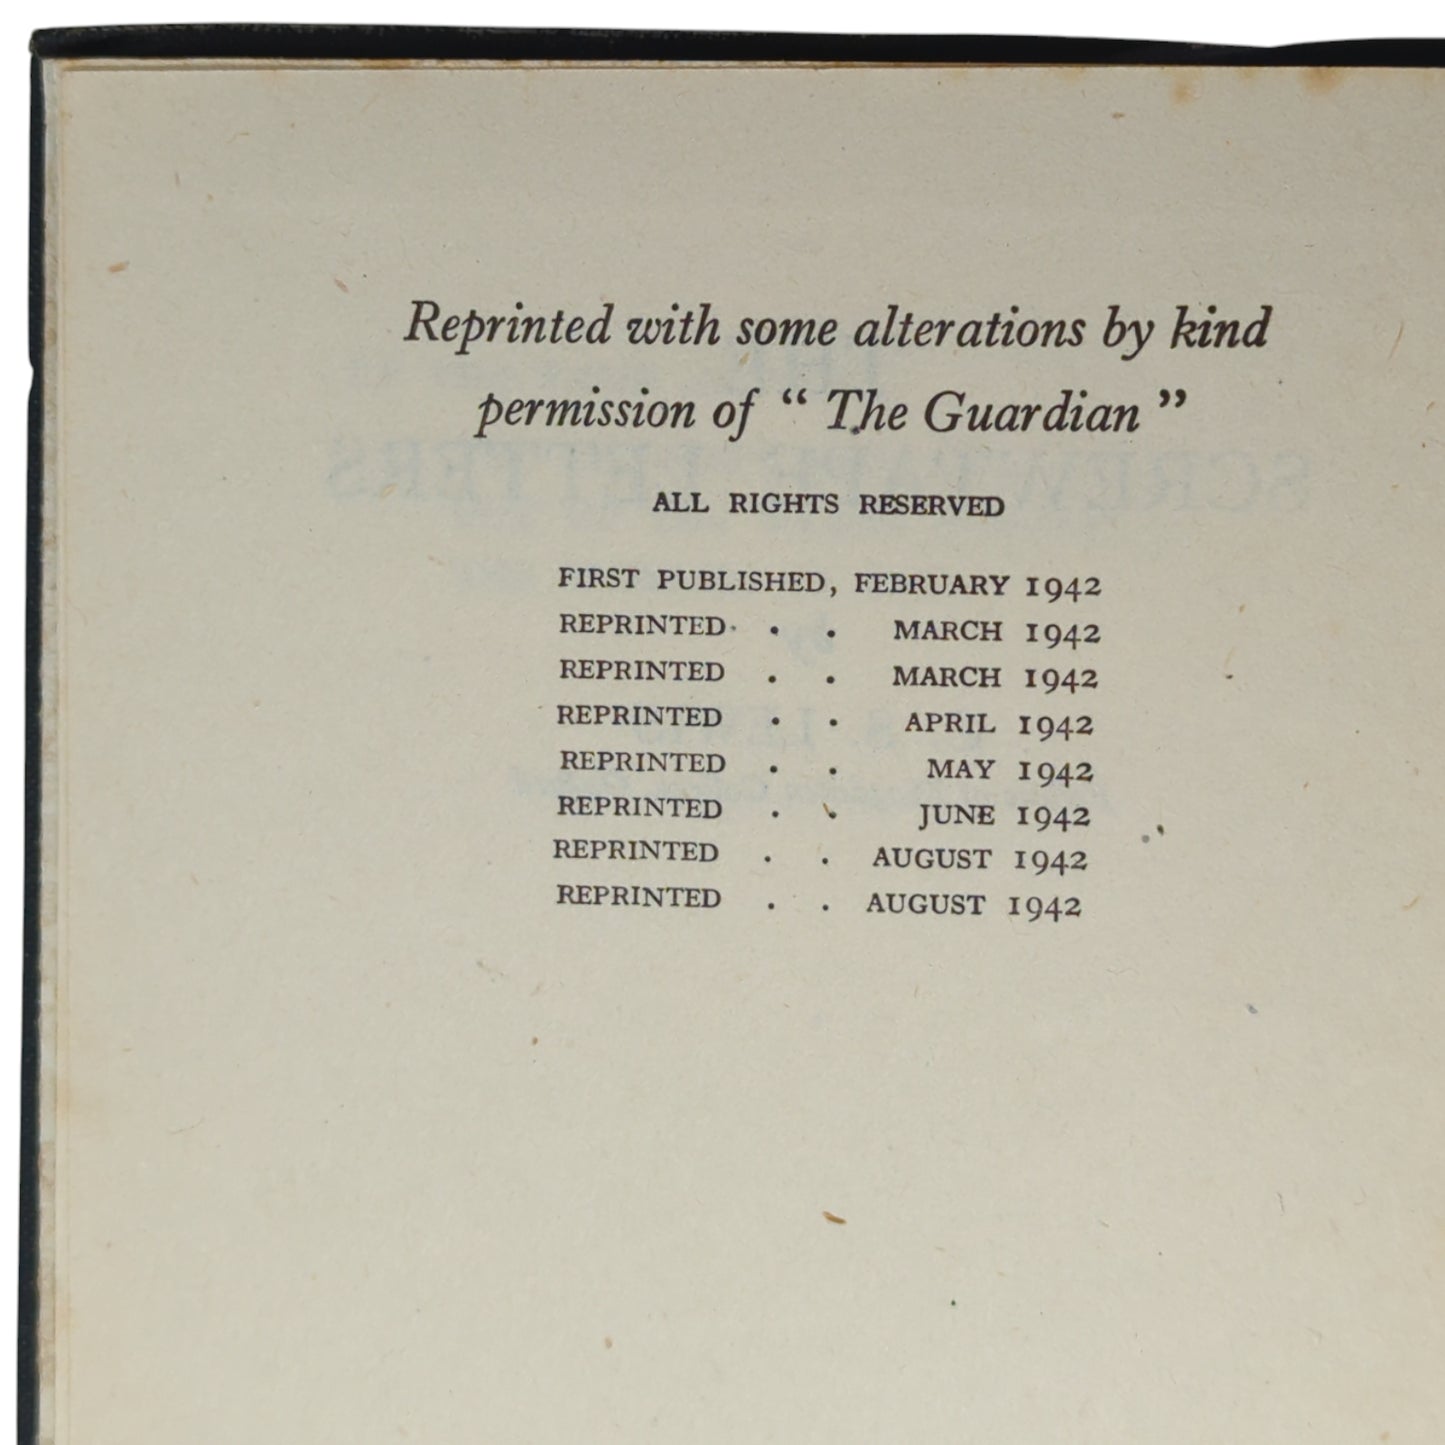 Reprinted with some alterations by kind
permission of “ The Guardian ”
ALL RIGHTS RESERVED
FIRST PUBLISHED, FEBRUARY 1942
REPRINTED . . MARCH 1942
REPRINTED . . MARCH 1942
REPRINTED . . APRIL 1942
REPRINTED . . MAY 1942
REPRINTED . . JUNE 1942
REPRINTED . . AUGUST 1942
REPRINTED . . AUGUST 1942